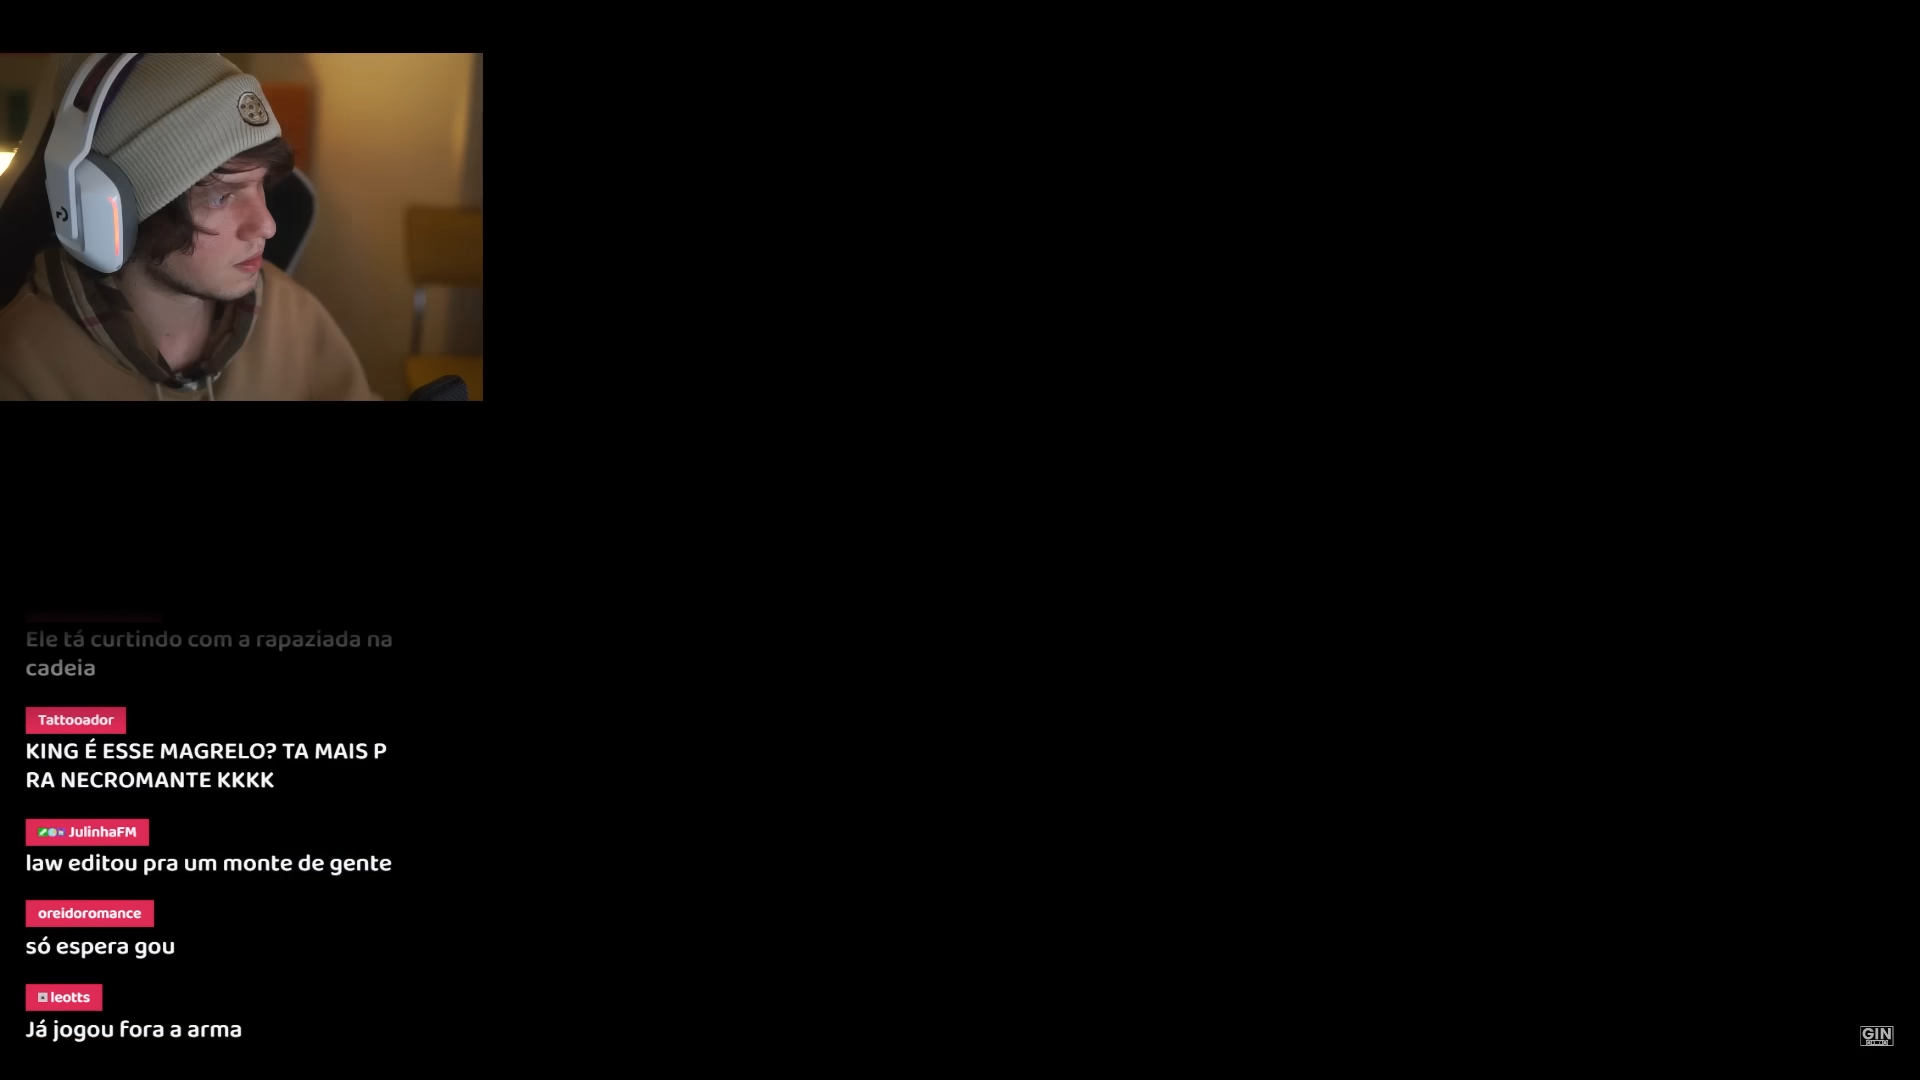 Ele tá curtindo com a rapaziada na
cadeia
Tattooador
KING É ESSE MAGRELO? TA MAIS P
RA NECROMANTE KKKK
JulinhaFM
law editou pra um monte de gente
oreidoromance
só espera gou
leotts
Já jogou fora a arma
GIN